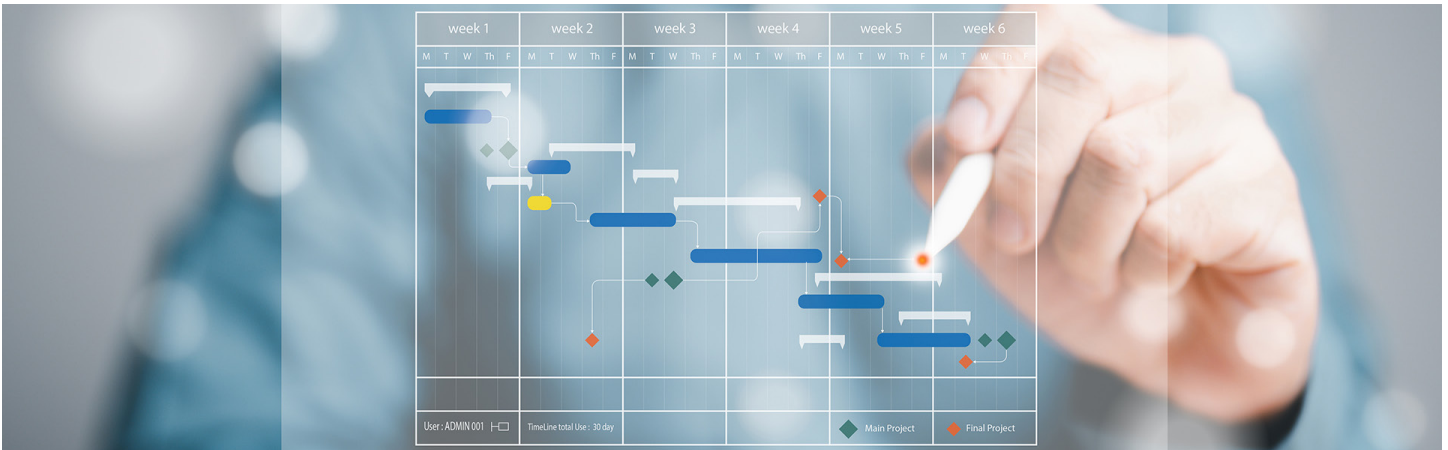 week 1 week 2 week 3 week 4 week 5 week 6
M T W Th F M T W Th F M T W Th F M T W Th F M T W Th F M T W Th F
User : ADMIN 001 TimeLine total Use : 30 day Main Project Final Project